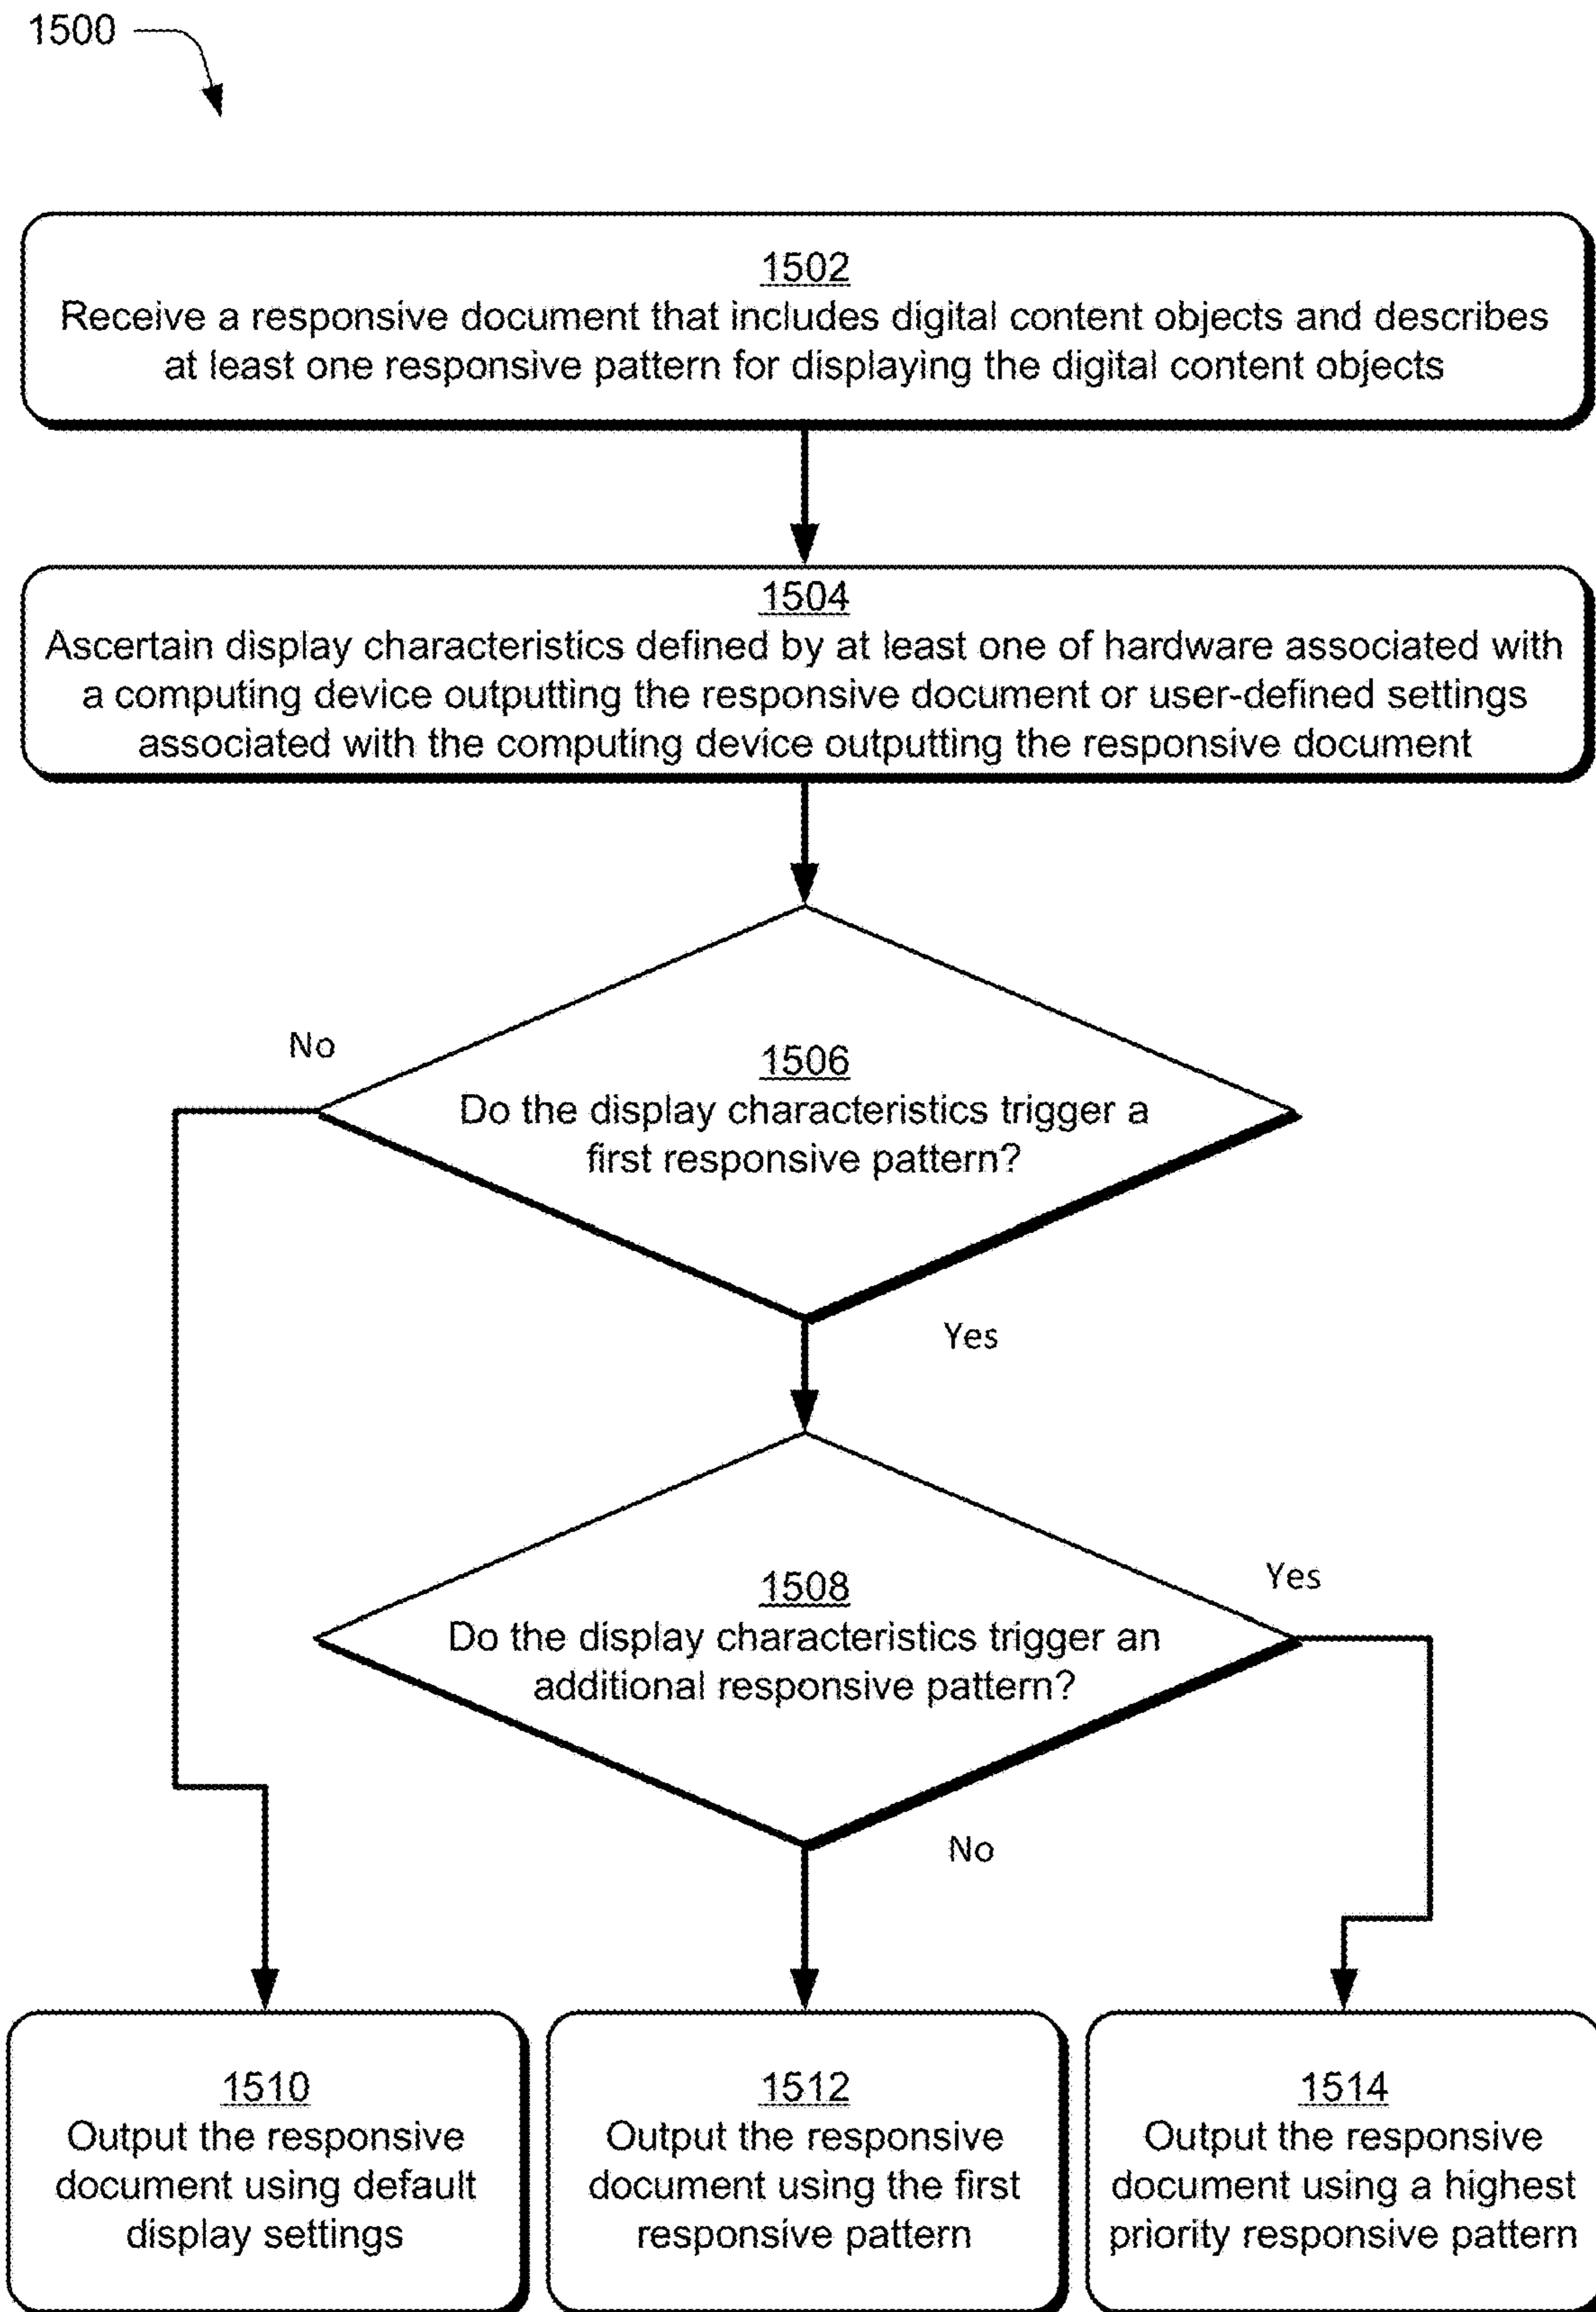 1500
1502
Receive a responsive document that includes digital content objects and describes
at least one responsive pattern for displaying the digital content objects
1504
Ascertain display characteristics defined by at least one of hardware associated with
a computing device outputting the responsive document or user-defined settings
associated with the computing device outputting the responsive document
No
1506
Do the display characteristics trigger a
first responsive pattern?
Yes
1508
Do the display characteristics trigger an
additional responsive pattern?
Yes
No
1510
Output the responsive
document using default
display settings
1512
Output the responsive
document using the first
responsive pattern
1514
Output the responsive
document using a highest
priority responsive pattern